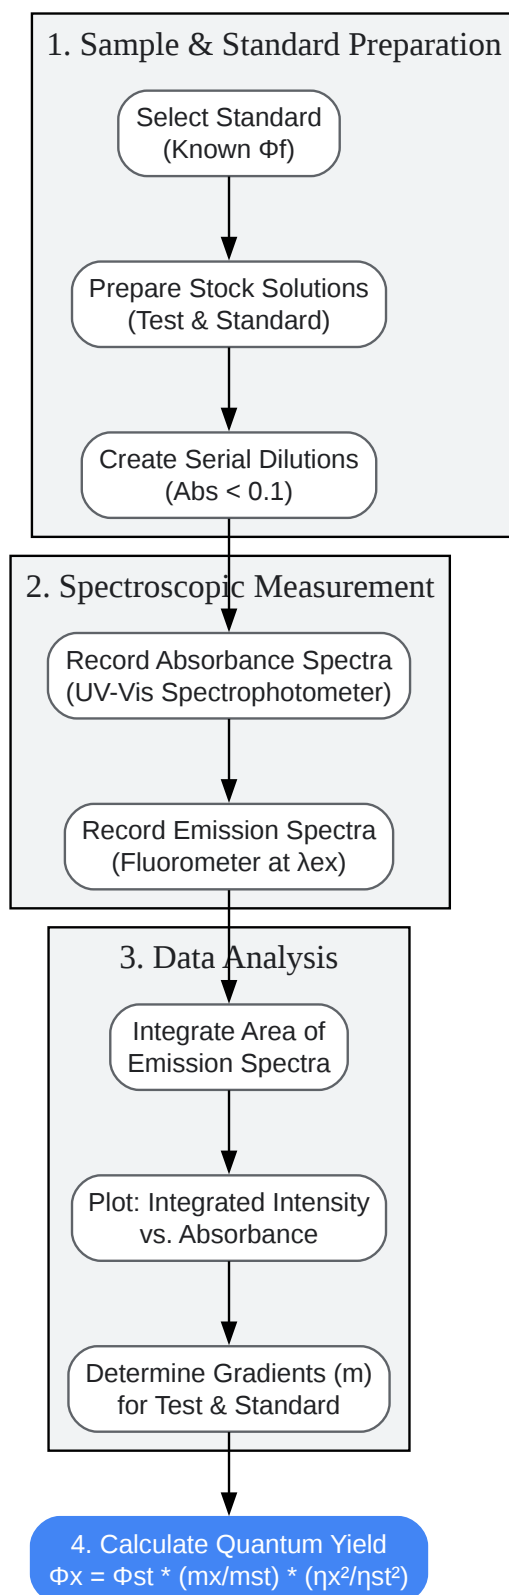 1. Sample & Standard Preparation
Select Standard
(Known Φf)
Prepare Stock Solutions
(Test & Standard)
Create Serial Dilutions
(Abs < 0.1)
2. Spectroscopic Measurement
Record Absorbance Spectra
(UV-Vis Spectrophotometer)
Record Emission Spectra
(Fluorometer at λex)
3. Data Analysis
Integrate Area of
Emission Spectra
Plot: Integrated Intensity
vs. Absorbance
Determine Gradients (m)
for Test & Standard
4. Calculate Quantum Yield
Φx = Φst * (mx/mst) * (ηx²/ηst²)